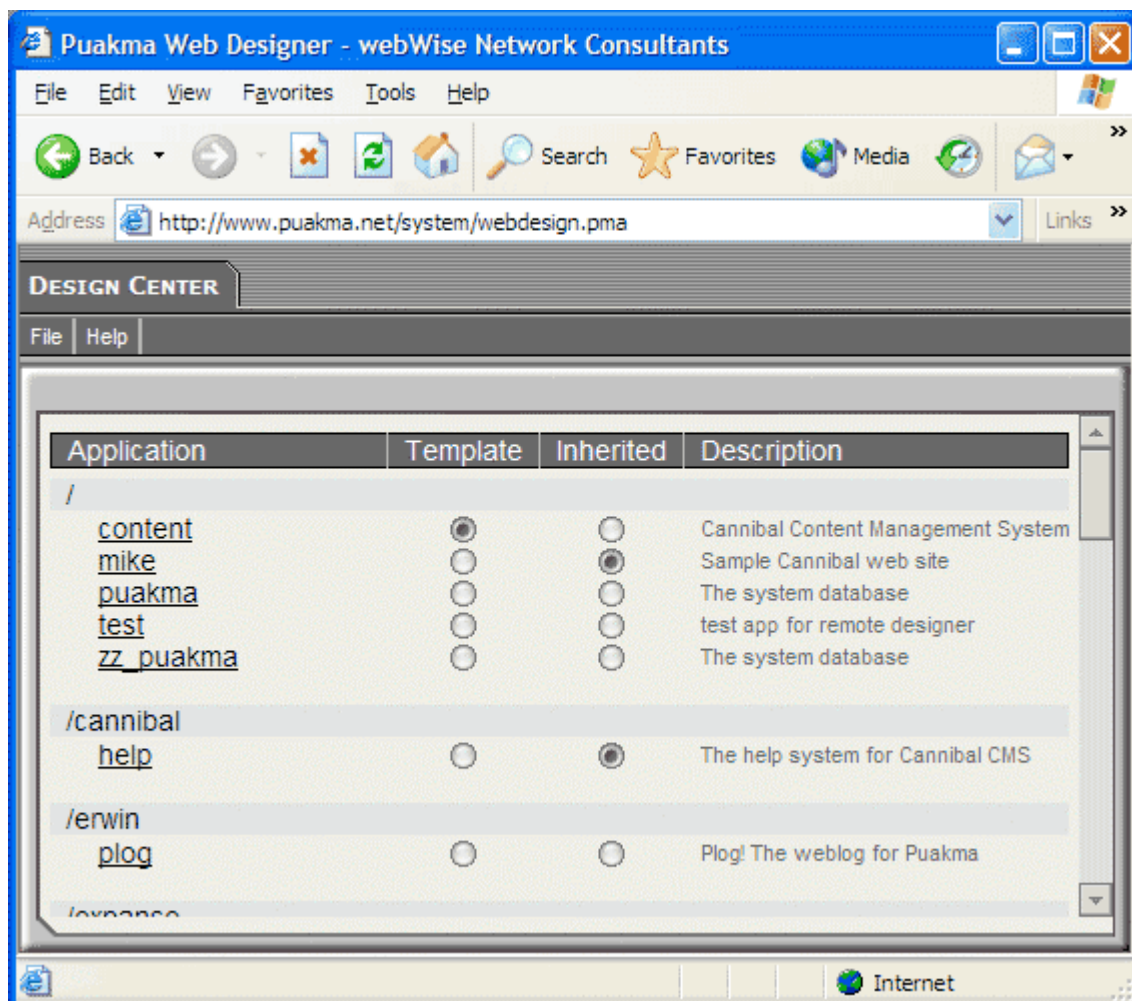 Puakma Web Designer - webWise Network Consultants
File Edit View Favorites Tools Help
Back Search Favorites Media »
Address http://www.puakma.net/system/webdesign.pma Links »
DESIGN CENTER
File Help
Application Template Inherited Description
/
content Cannibal Content Management System
mike Sample Cannibal web site
puakma The system database
test test app for remote designer
zz_puakma The system database
/cannibal
help The help system for Cannibal CMS
/erwin
plog Plog! The weblog for Puakma
/expanse
Internet